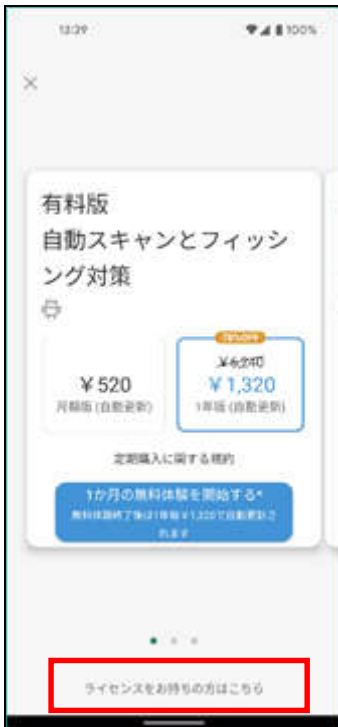 13:39
100%
有料版
自動スキャンとフィッシ
ング対策
70%OFF
¥6,240
¥520
¥1,320
月額版 (自動更新)
1年版 (自動更新)
定期購入に関する規約
1か月の無料体験を開始する*
無料体験終了後は1年毎¥1,320で自動更新さ
れます
ライセンスをお持ちの方はこちら